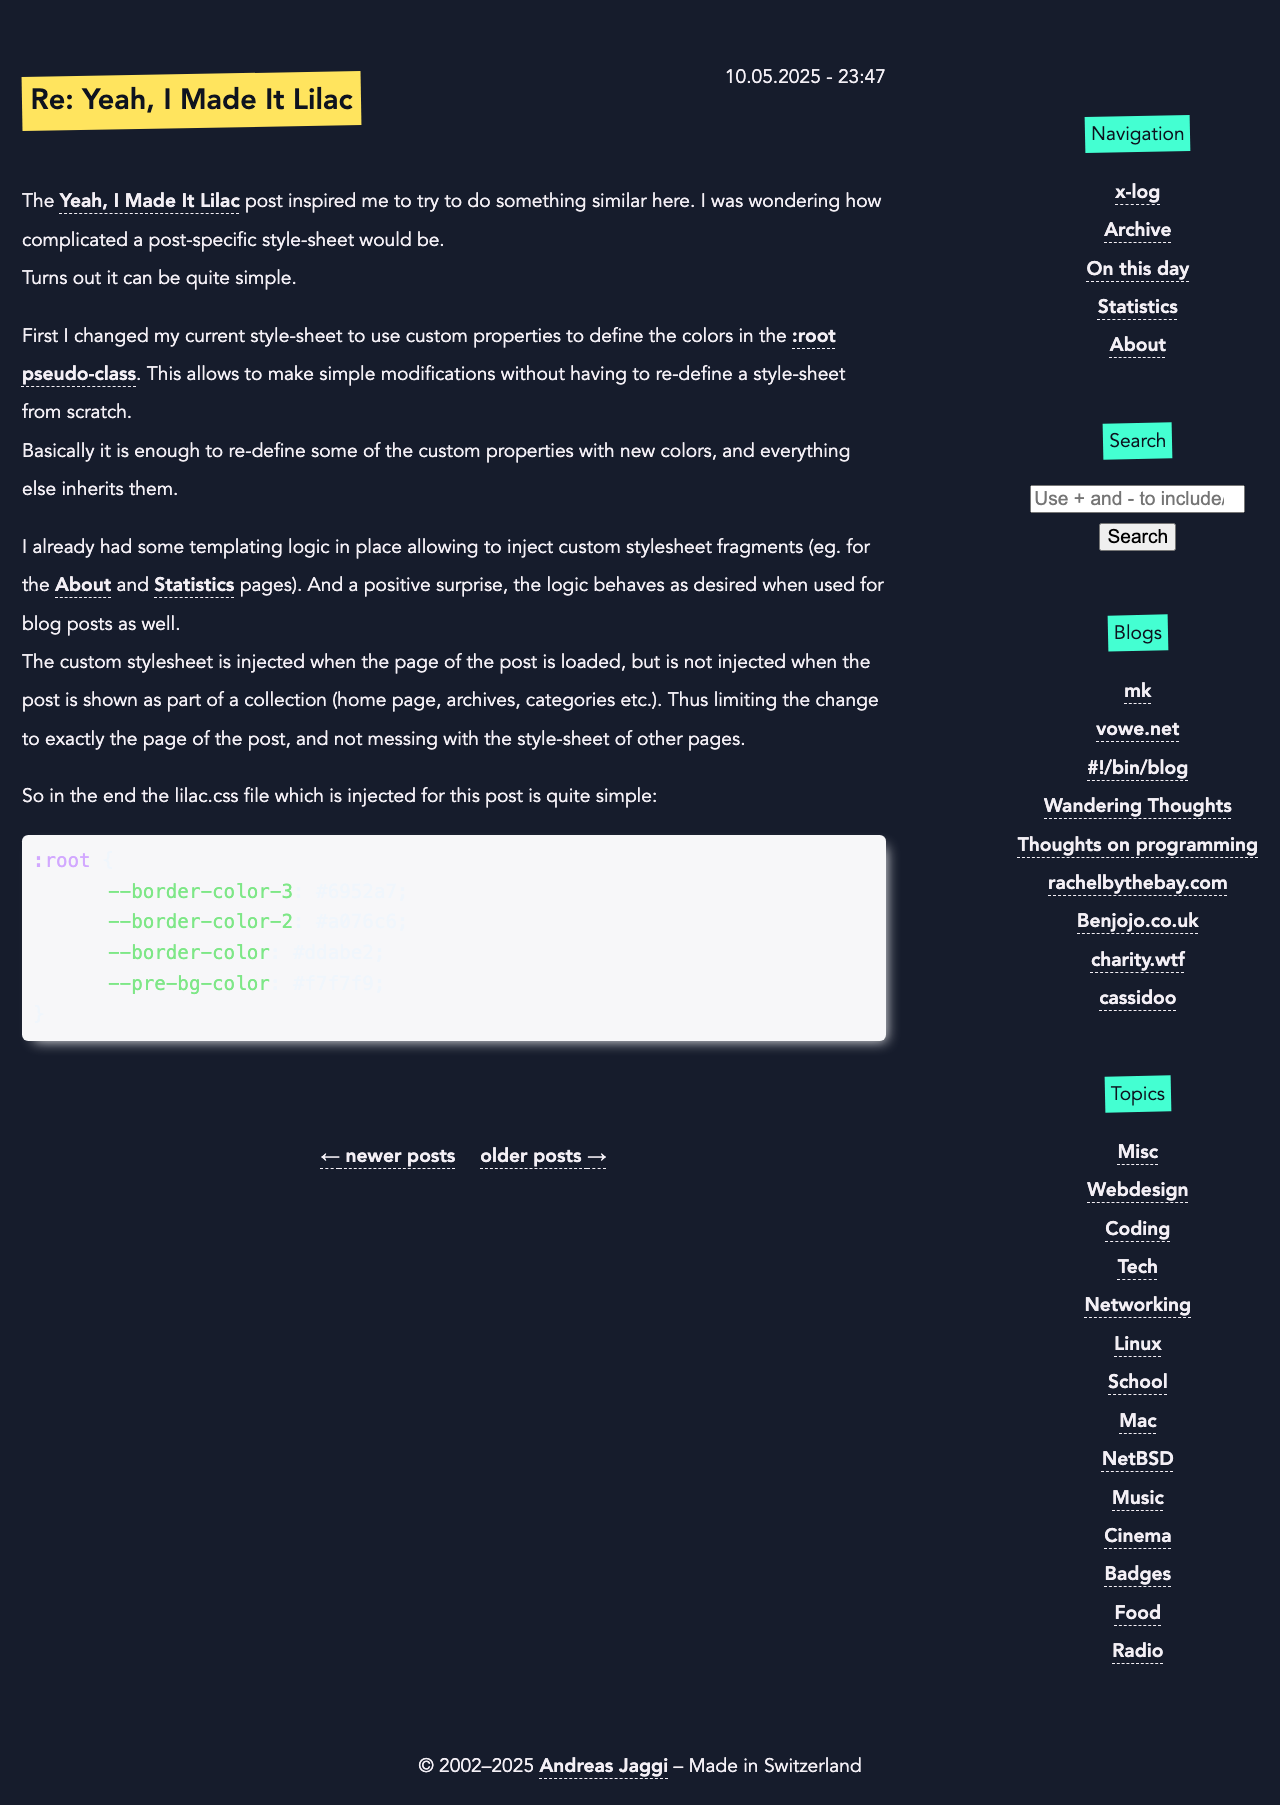 Re: Yeah, I Made It Lilac
10.05.2025 - 23:47
The Yeah, I Made It Lilac post inspired me to try to do something similar here. I was wondering how
complicated a post-specific style-sheet would be.
Turns out it can be quite simple.
First I changed my current style-sheet to use custom properties to define the colors in the :root
pseudo-class. This allows to make simple modifications without having to re-define a style-sheet
from scratch.
Basically it is enough to re-define some of the custom properties with new colors, and everything
else inherits them.
I already had some templating logic in place allowing to inject custom stylesheet fragments (eg. for
the About and Statistics pages). And a positive surprise, the logic behaves as desired when used for
blog posts as well.
The custom stylesheet is injected when the page of the post is loaded, but is not injected when the
post is shown as part of a collection (home page, archives, categories etc.). Thus limiting the change
to exactly the page of the post, and not messing with the style-sheet of other pages.
So in the end the lilac.css file which is injected for this post is quite simple:
:root
--border-color-3
--border-color-2
--border-color
--pre-bg-color
← newer posts older posts →
Navigation
x-log
Archive
On this day
Statistics
About
Search
Use + and - to include/
Search
Blogs
mk
vowe.net
#!/bin/blog
Wandering Thoughts
Thoughts on programming
rachelbythebay.com
Benjojo.co.uk
charity.wtf
cassidoo
Topics
Misc
Webdesign
Coding
Tech
Networking
Linux
School
Mac
NetBSD
Music
Cinema
Badges
Food
Radio
© 2002–2025 Andreas Jaggi – Made in Switzerland